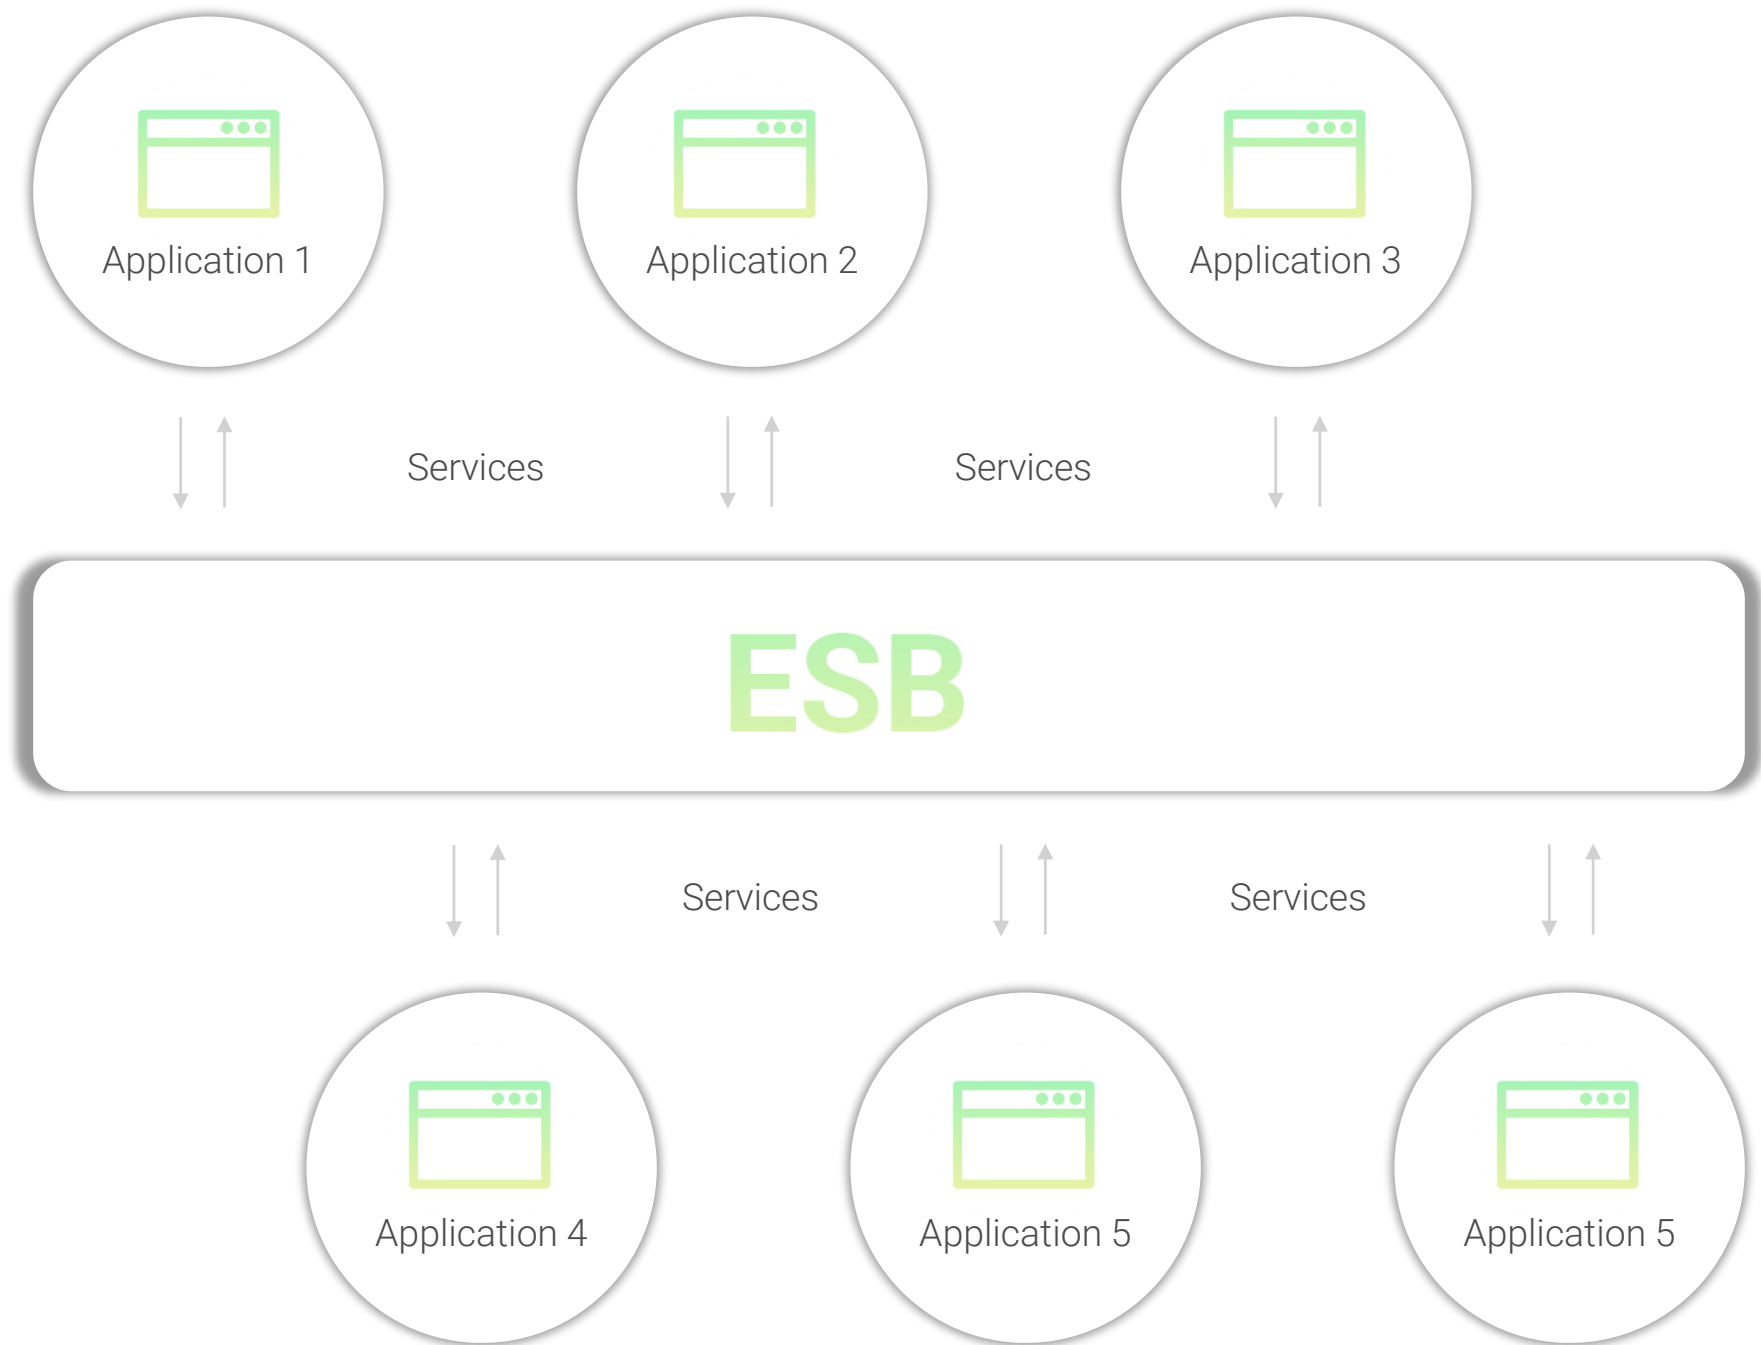 Application 1
Application 2
Application 3
Services
Services
ESB
Services
Services
Application 4
Application 5
Application 5